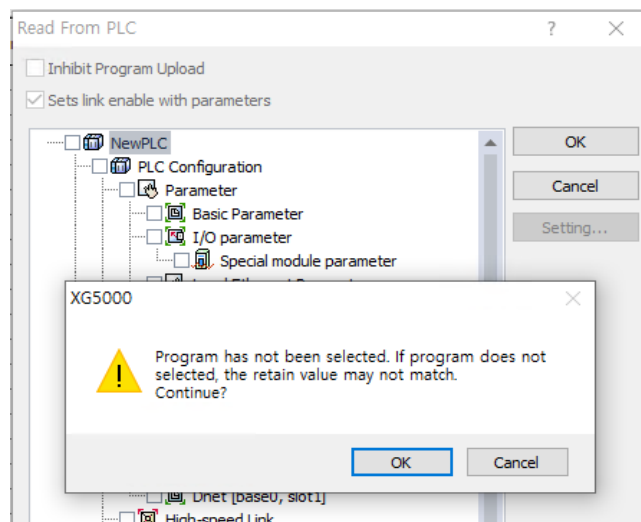 Read From PLC
?
Inhibit Program Upload
Sets link enable with parameters
NewPLC
OK
PLC Configuration
Parameter
Cancel
Basic Parameter
I/O parameter
Setting...
Special module parameter
XG5000
Program has not been selected. If program does not
selected, the retain value may not match.
Continue?
OK
Cancel
Dnet [base0, slot1]
High-speed Link